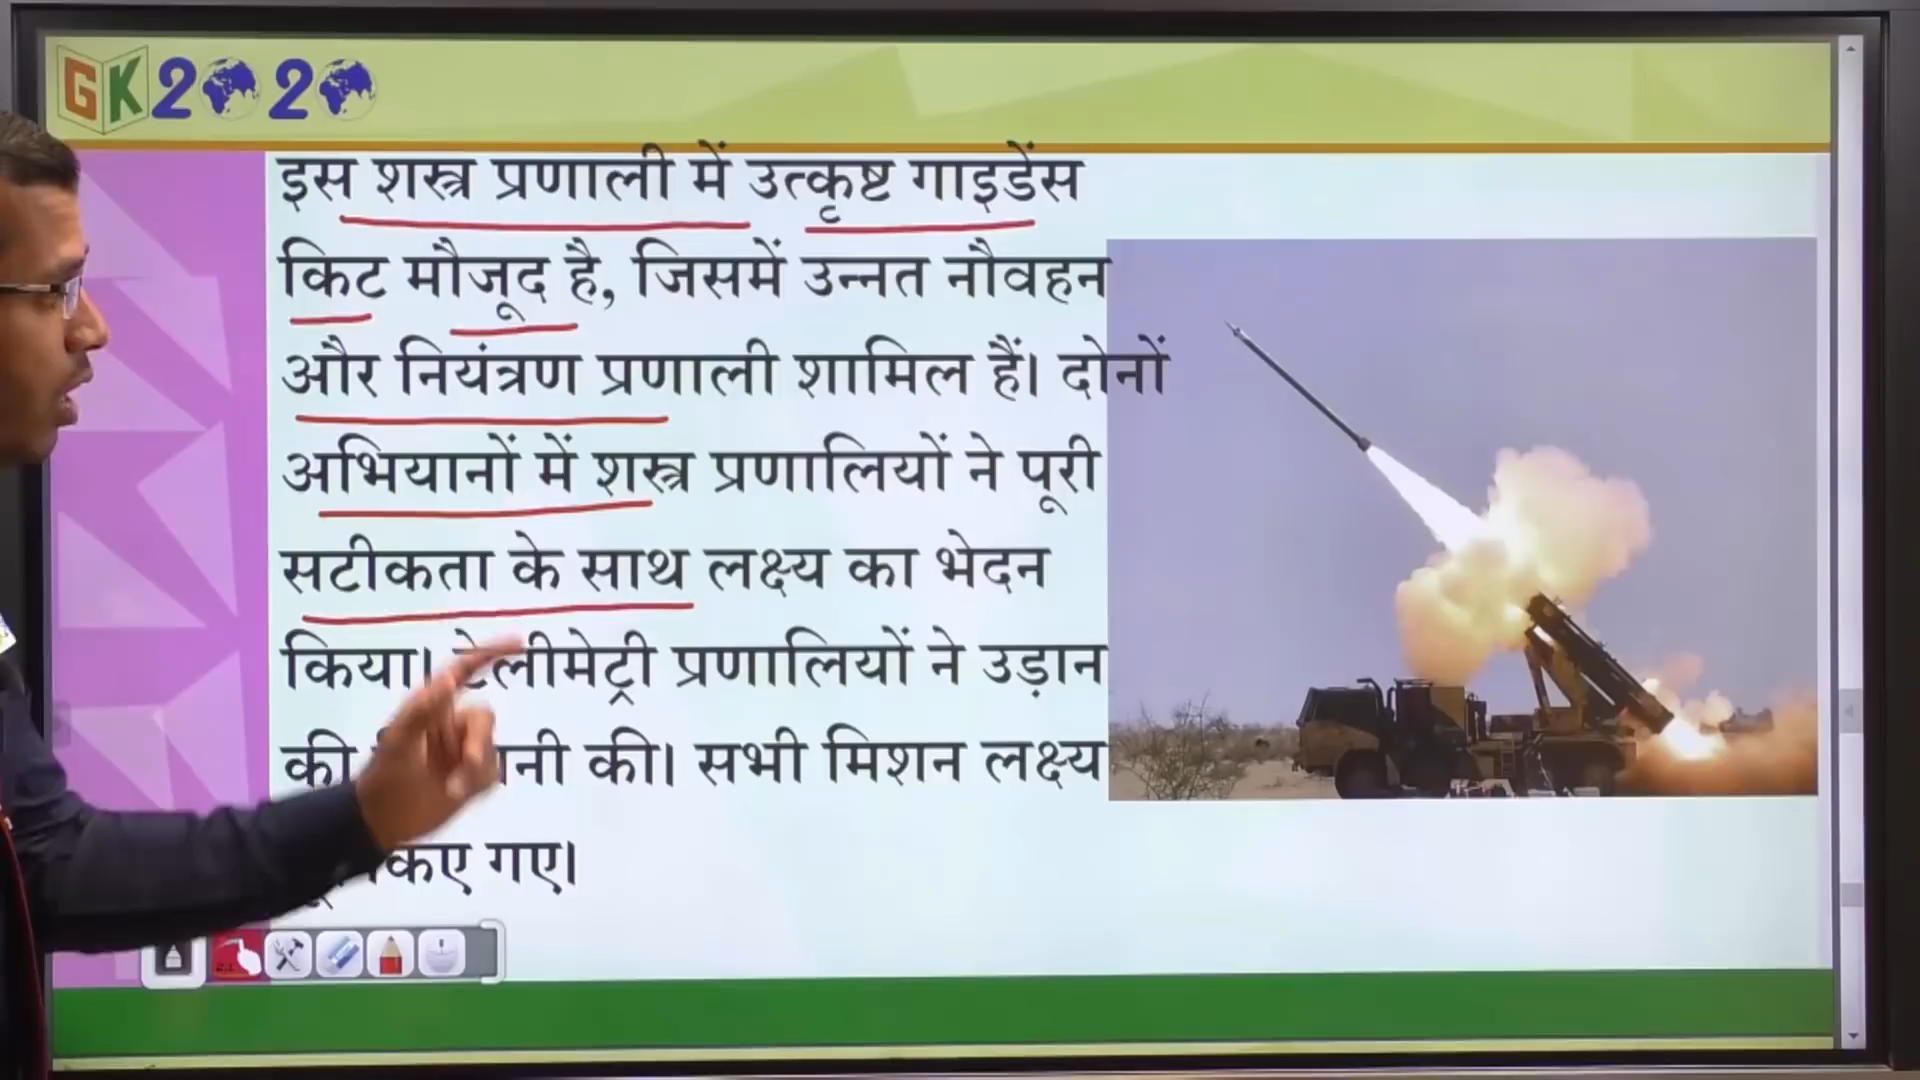 GK2020
इस शस्त्र प्रणाली में उत्कृष्ट गाइडेंस
किट मौजूद है, जिसमें उन्नत नौवहन
और नियंत्रण प्रणाली शामिल हैं। दोनों
अभियानों में शस्त्र प्रणालियों ने पूरी
सटीकता के साथ लक्ष्य का भेदन
किया। टेलीमेट्री प्रणालियों ने उड़ान
की की। सभी मिशन लक्ष्य
किए गए।